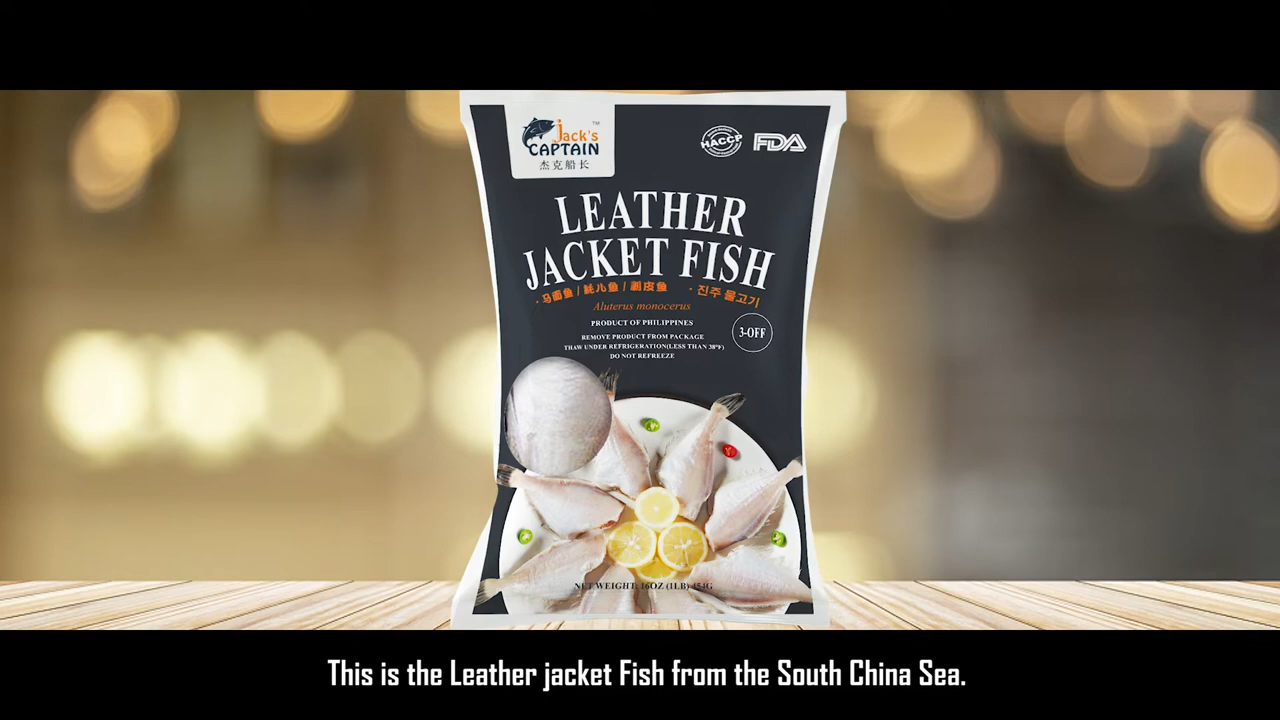 Jack's
TM
CAPTAIN
杰克船长
HACCP
FDA
LEATHER
JACKET FISH
·马面鱼 / 耗儿鱼 / 剥皮鱼 ·진주 물고기
Aluterus monocerus
PRODUCT OF PHILIPPINES
3-OFF
REMOVE PRODUCT FROM PACKAGE
THAW UNDER REFRIGERATION(LESS THAN 38°F)
DO NOT REFREEZE
NET WEIGHT: 16OZ (1LB) 454G
This is the Leather jacket Fish from the South China Sea.